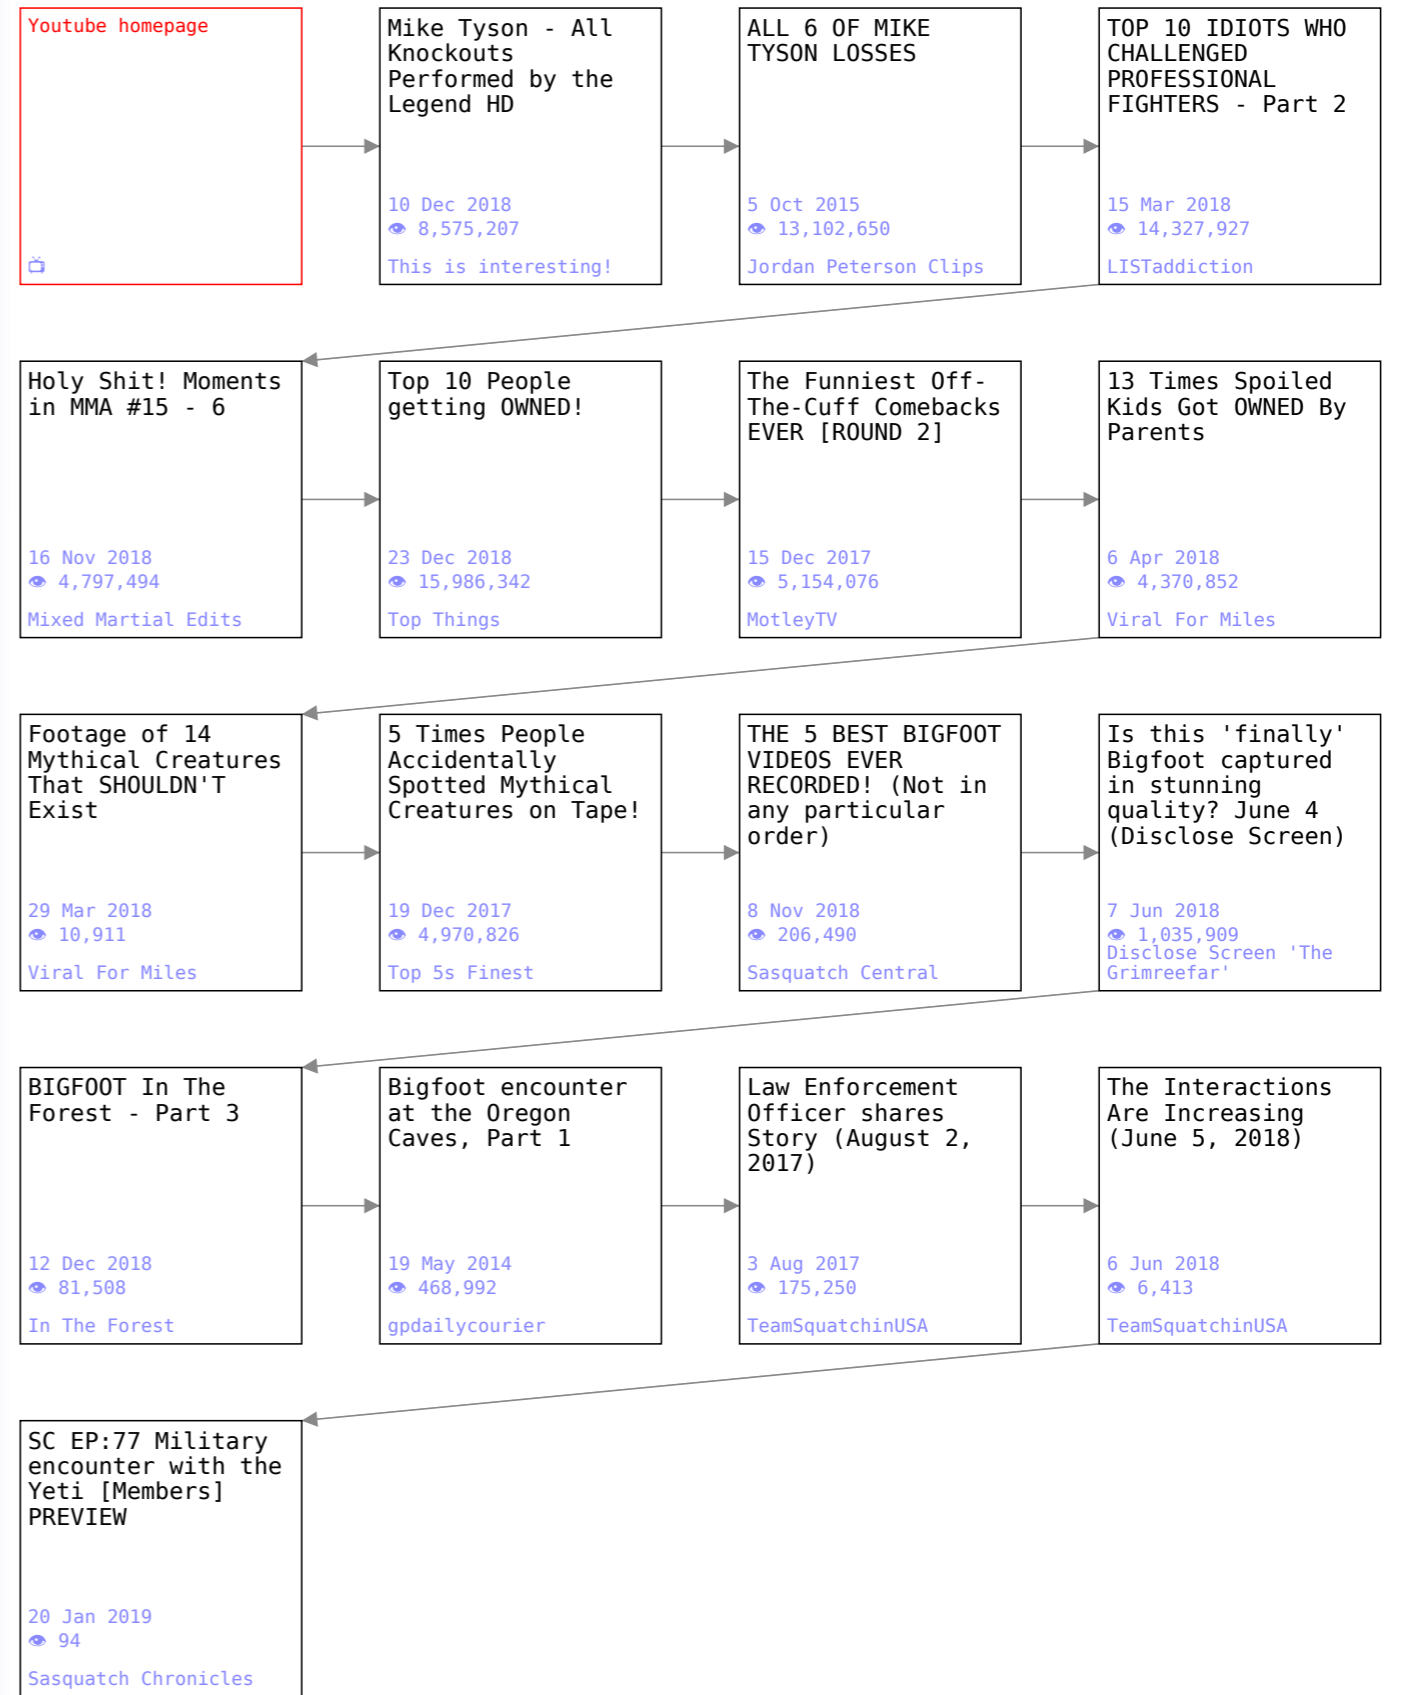 Youtube homepage
📺
Mike Tyson - All
Knockouts
Performed by the
Legend HD
10 Dec 2018
👁 8,575,207
This is interesting!
ALL 6 OF MIKE
TYSON LOSSES
5 Oct 2015
👁 13,102,650
Jordan Peterson Clips
TOP 10 IDIOTS WHO
CHALLENGED
PROFESSIONAL
FIGHTERS - Part 2
15 Mar 2018
👁 14,327,927
LISTaddiction
Holy Shit! Moments
in MMA #15 - 6
16 Nov 2018
👁 4,797,494
Mixed Martial Edits
Top 10 People
getting OWNED!
23 Dec 2018
👁 15,986,342
Top Things
The Funniest Off-
The-Cuff Comebacks
EVER [ROUND 2]
15 Dec 2017
👁 5,154,076
MotleyTV
13 Times Spoiled
Kids Got OWNED By
Parents
6 Apr 2018
👁 4,370,852
Viral For Miles
Footage of 14
Mythical Creatures
That SHOULDN'T
Exist
29 Mar 2018
👁 10,911
Viral For Miles
5 Times People
Accidentally
Spotted Mythical
Creatures on Tape!
19 Dec 2017
👁 4,970,826
Top 5s Finest
THE 5 BEST BIGFOOT
VIDEOS EVER
RECORDED! (Not in
any particular
order)
8 Nov 2018
👁 206,490
Sasquatch Central
Is this 'finally'
Bigfoot captured
in stunning
quality? June 4
(Disclose Screen)
7 Jun 2018
👁 1,035,909
Disclose Screen 'The
Grimreefar'
BIGFOOT In The
Forest - Part 3
12 Dec 2018
👁 81,508
In The Forest
Bigfoot encounter
at the Oregon
Caves, Part 1
19 May 2014
👁 468,992
gpdailycourier
Law Enforcement
Officer shares
Story (August 2,
2017)
3 Aug 2017
👁 175,250
TeamSquatchinUSA
The Interactions
Are Increasing
(June 5, 2018)
6 Jun 2018
👁 6,413
TeamSquatchinUSA
SC EP:77 Military
encounter with the
Yeti [Members]
PREVIEW
20 Jan 2019
👁 94
Sasquatch Chronicles